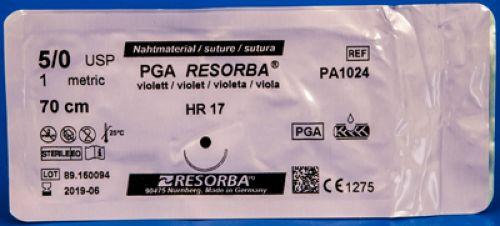 Nahtmaterial / suture / sutura
5/0 USP
1 metric
70 cm
PGA RESORBA®
violett / violet / violeta / viola
HR 17
REF
PA1024
25°C
STERILE EO
LOT 89.160094
2019-06
PGA
RESORBA®
90475 Nürnberg, Made in Germany
CE 1275